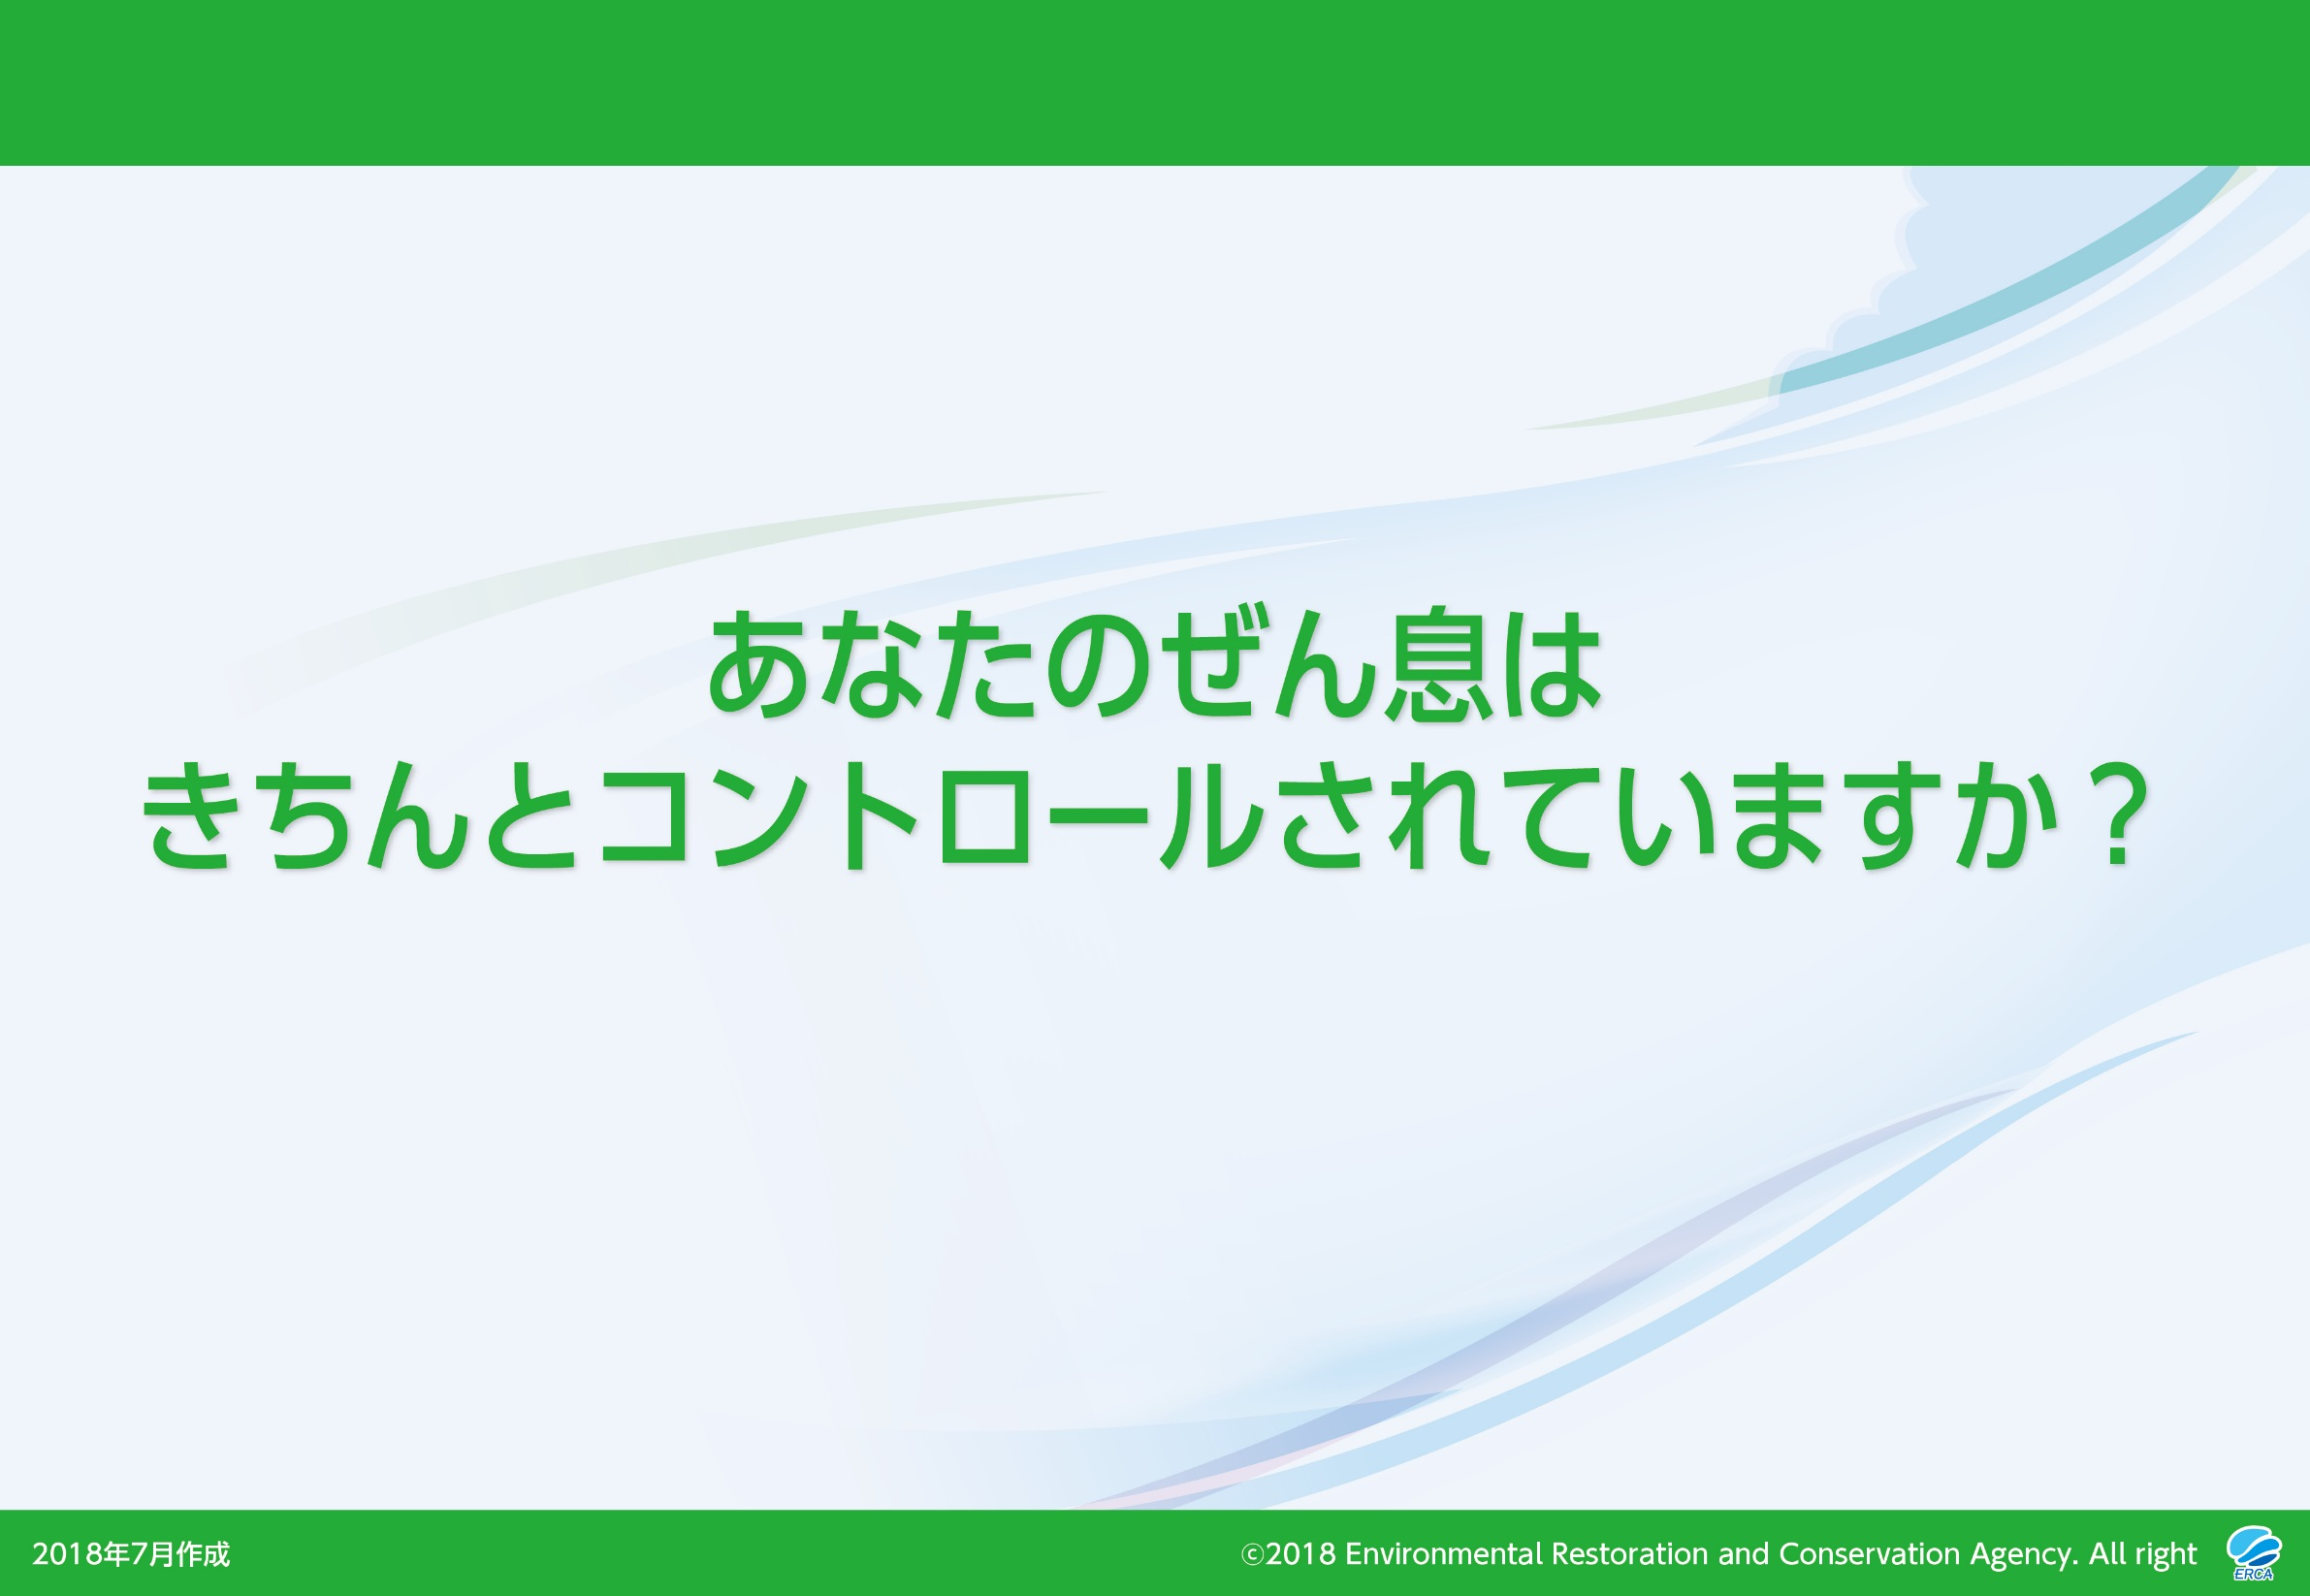 あなたのぜん息は
きちんとコントロールされていますか？
2018年7月作成
©2018 Environmental Restoration and Conservation Agency. All right
ERCA